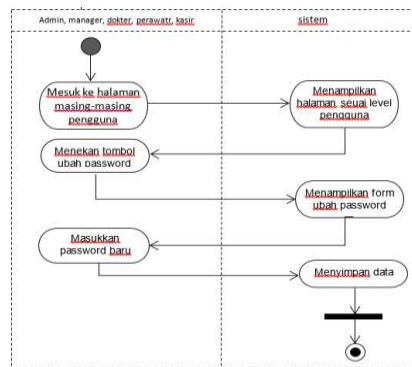 Admin, manager, dokter, perawatr, kasir
sistem
Mesuk ke halaman
masing-masing
pengguna
Menampilkan
halaman seuai level
pengguna
Menekan tombol
ubah password
Menampilkan form
ubah password
Masukkan
password baru
Menyimpan data